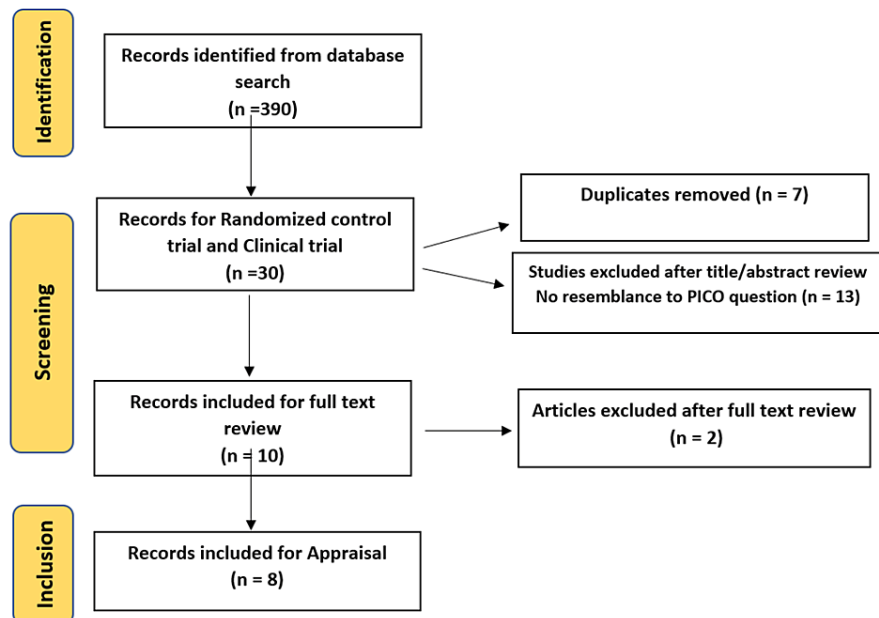 Identification
Records identified from database
search
(n =390)
Screening
Records for Randomized control
trial and Clinical trial
(n =30)
Duplicates removed (n = 7)
Studies excluded after title/abstract review
No resemblance to PICO question (n = 13)
Records included for full text
review
(n = 10)
Articles excluded after full text review
(n = 2)
Inclusion
Records included for Appraisal
(n = 8)